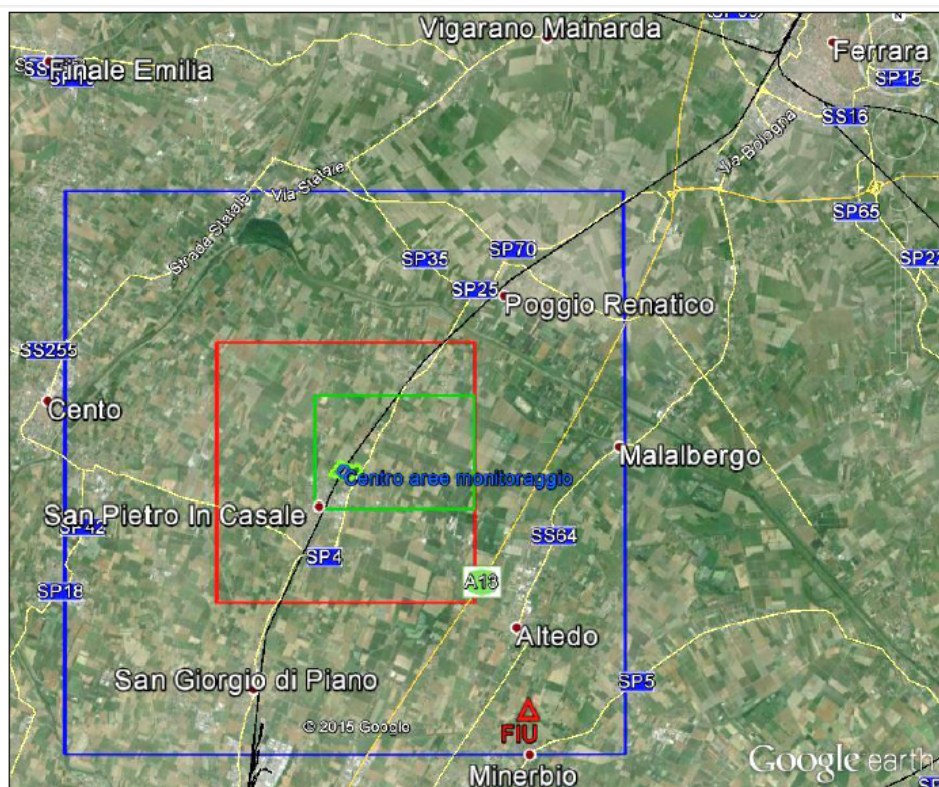 Vigarano Mainarda
Ferrara
Finale Emilia
SP15
SS16
Via Bologna
Via Statale
SP65
Strada Statale
SP70
SP35
SP25
Poggio Renatico
SS255
Cento
Malalbergo
Centro aree monitoraggio
San Pietro In Casale
SP42
SS64
SP4
A13
SP18
Altedo
San Giorgio di Piano
SP5
© 2015 Google
FIU
Minerbio
Google earth